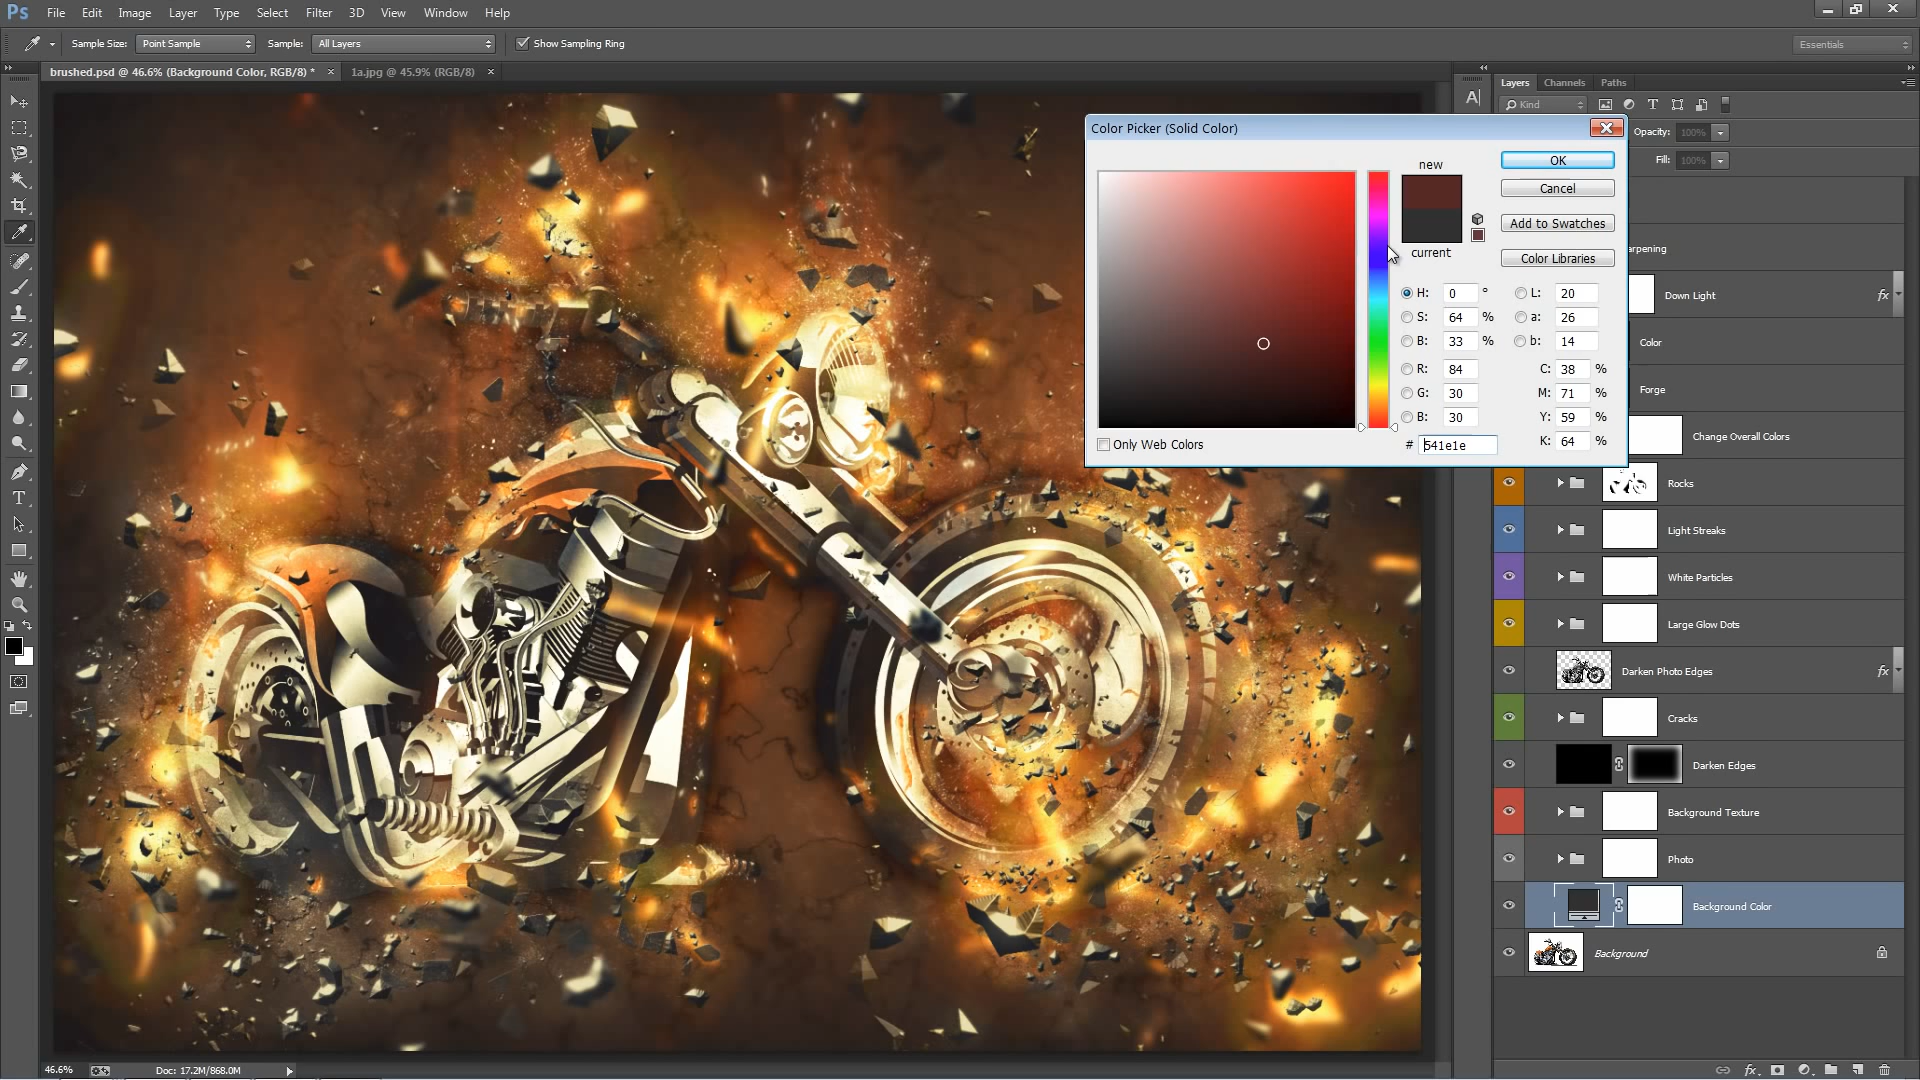 Ps File Edit Image Layer Type Select Filter 3D View Window Help
Sample Size: Point Sample Sample: All Layers Show Sampling Ring Essentials
brushed.psd @ 46.6% (Background Color, RGB/8) * × 1a.jpg @ 45.9% (RGB/8) ×
Layers Channels Paths
Kind
Opacity: 100%
Fill: 100%
Color Picker (Solid Color)
new
current
OK
Cancel
Add to Swatches
Color Libraries
H: 0 °
S: 64 %
B: 33 %
R: 84
G: 30
B: 30
# 541e1e
L: 20
a: 26
b: 14
C: 38 %
M: 71 %
Y: 59 %
K: 64 %
Only Web Colors
arpening
Down Light fx
Color
Forge
Change Overall Colors
Rocks
Light Streaks
White Particles
Large Glow Dots
Darken Photo Edges fx
Cracks
Darken Edges
Background Texture
Photo
Background Color
Background
46.6% Doc: 17.2M/868.0M
fx